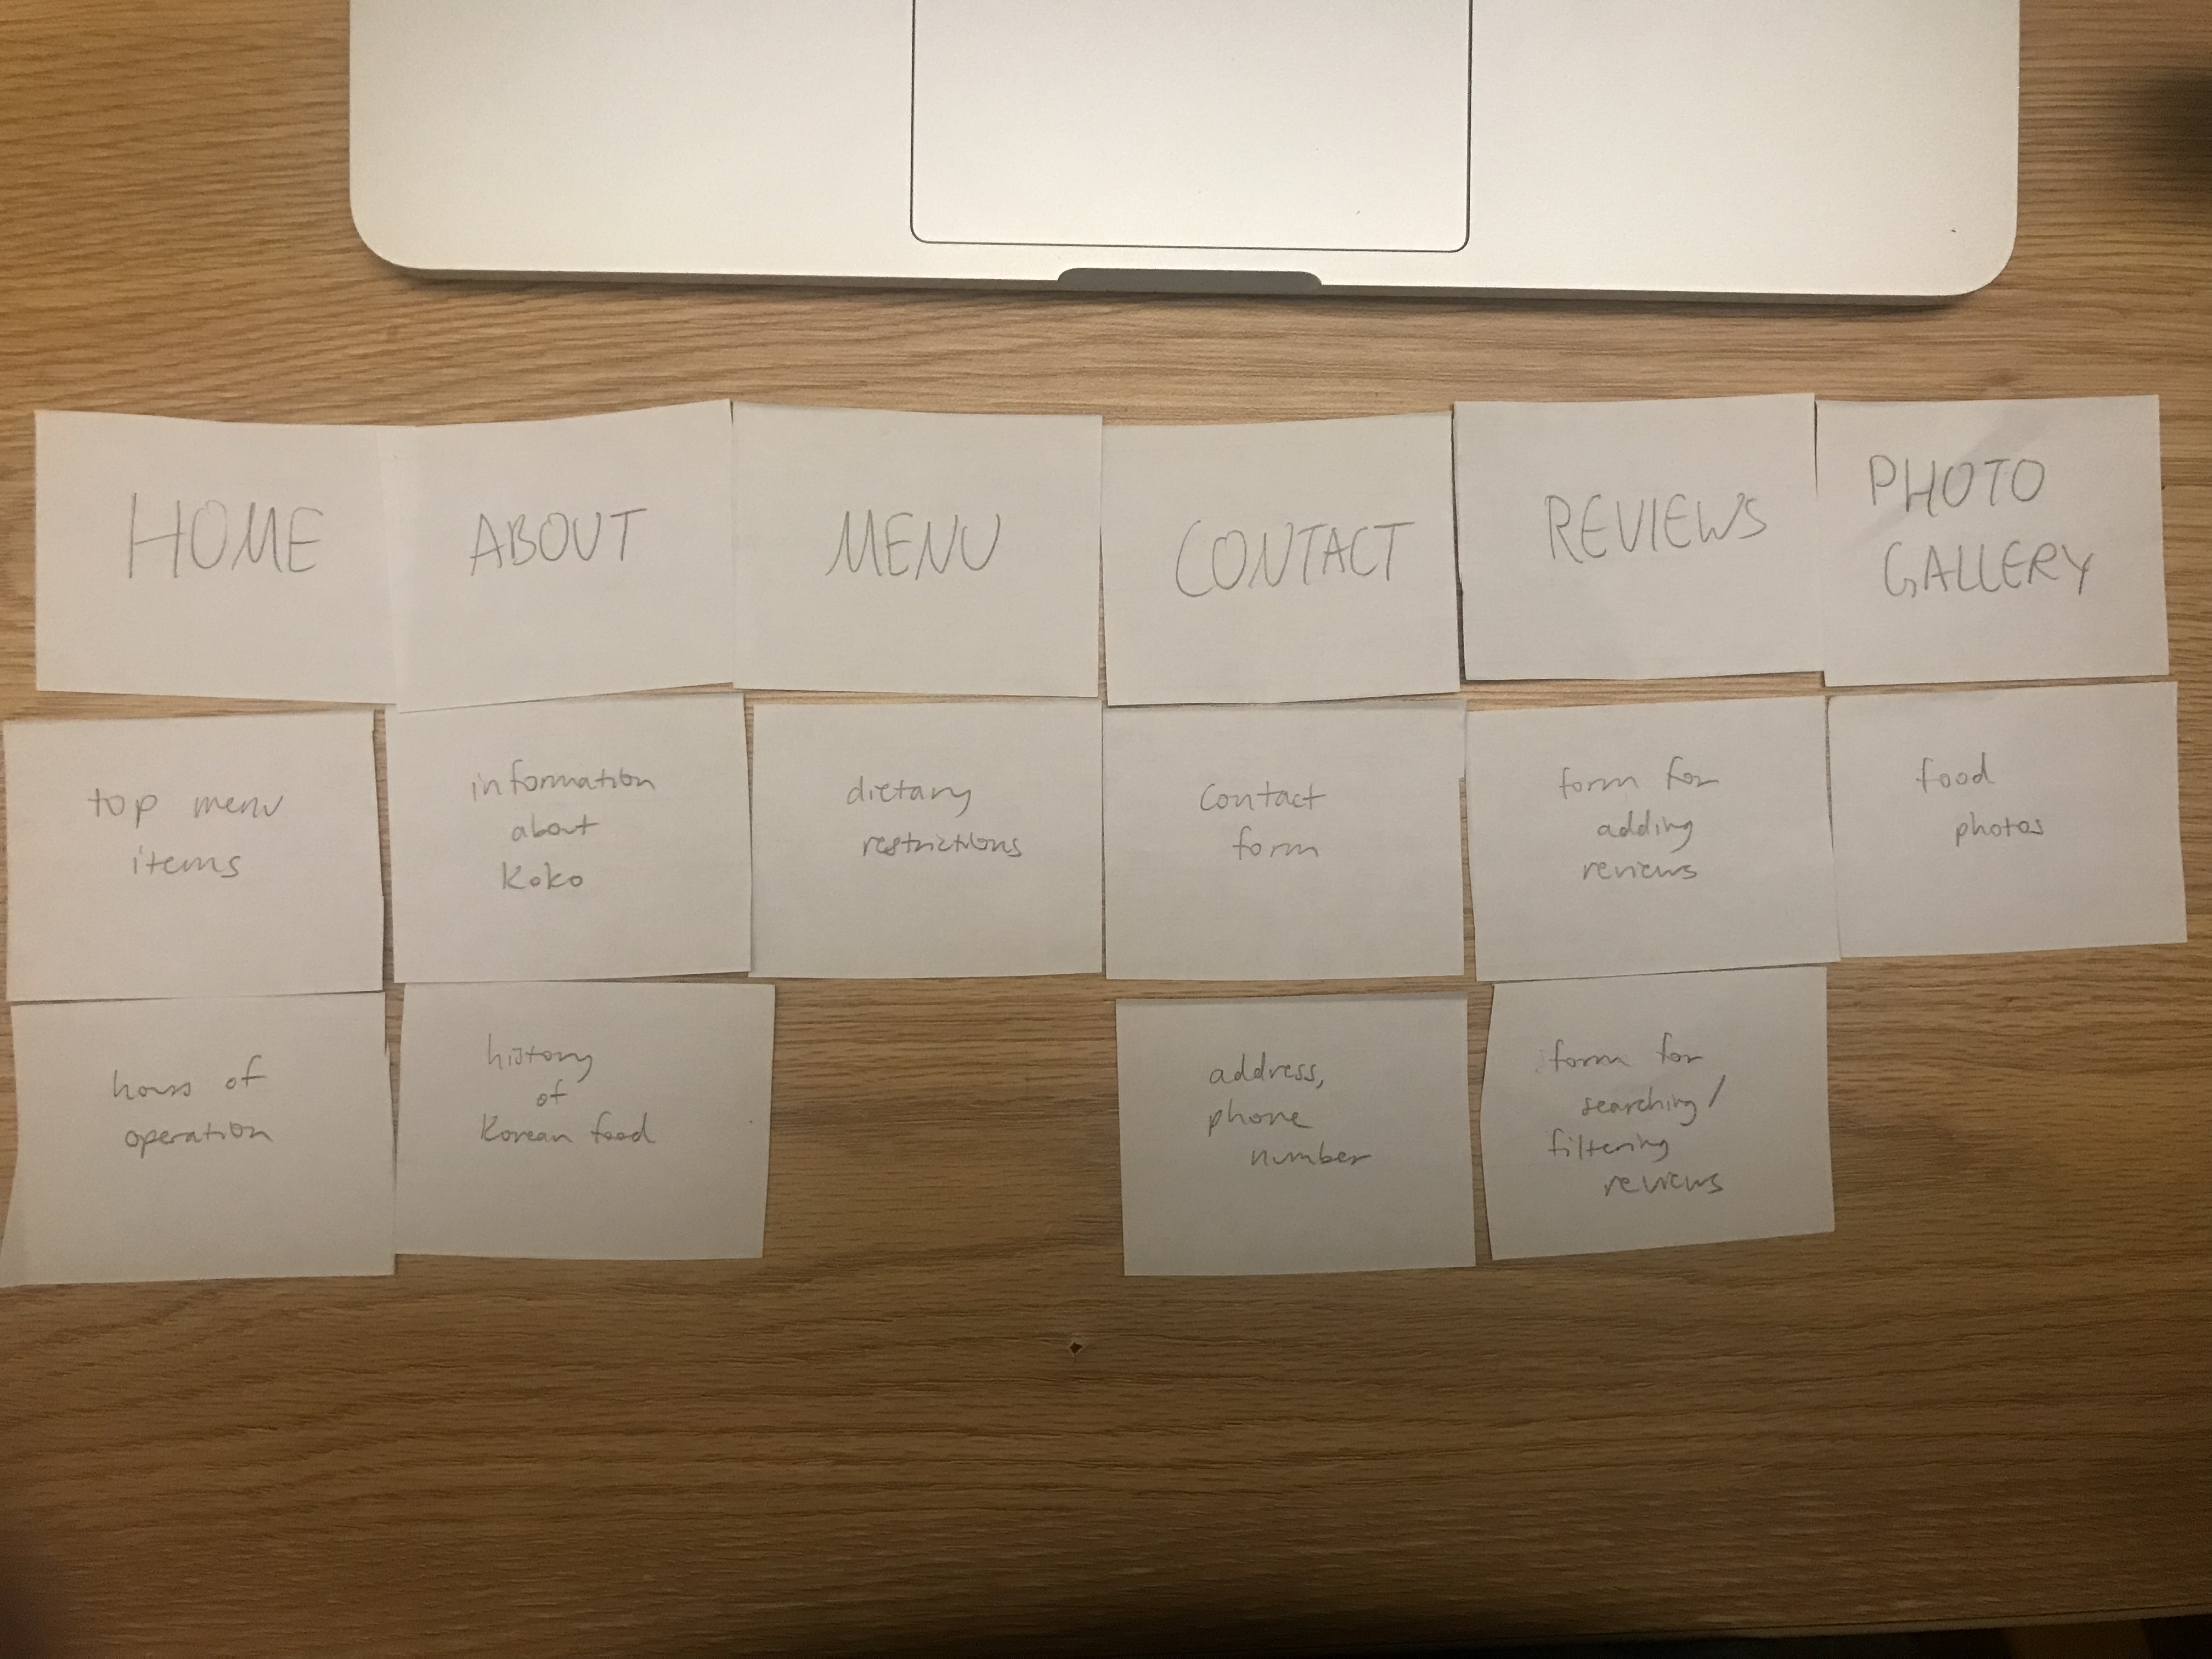 HOME
ABOUT
MENU
CONTACT
REVIEWS
PHOTO
GALLERY
top menu
items
information
about
Koko
dietary
restrictions
Contact
form
form for
adding
reviews
food
photos
hours of
operation
history
of
Korean food
address,
phone
number
form for
searching/
filtering
reviews